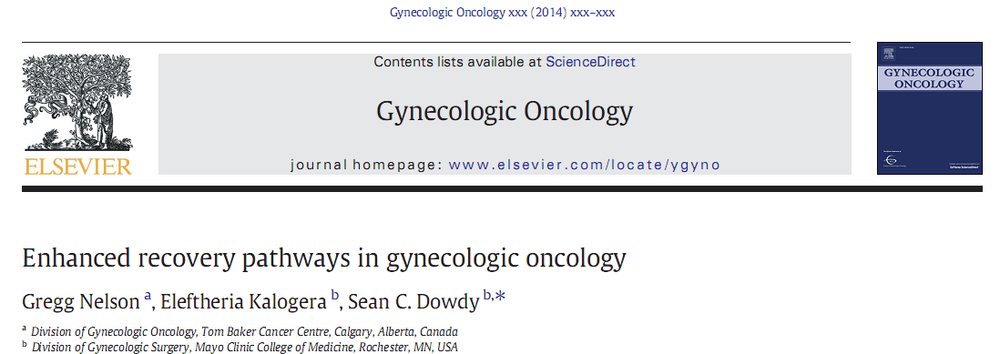 Gynecologic Oncology xxx (2014) xxx–xxx
Contents lists available at ScienceDirect
Gynecologic Oncology
journal homepage: www.elsevier.com/locate/ygyno
ELSEVIER
GYNECOLOGIC
ONCOLOGY
Enhanced recovery pathways in gynecologic oncology
Gregg Nelson a, Eleftheria Kalogera b, Sean C. Dowdy b,*
a Division of Gynecologic Oncology, Tom Baker Cancer Centre, Calgary, Alberta, Canada
b Division of Gynecologic Surgery, Mayo Clinic College of Medicine, Rochester, MN, USA